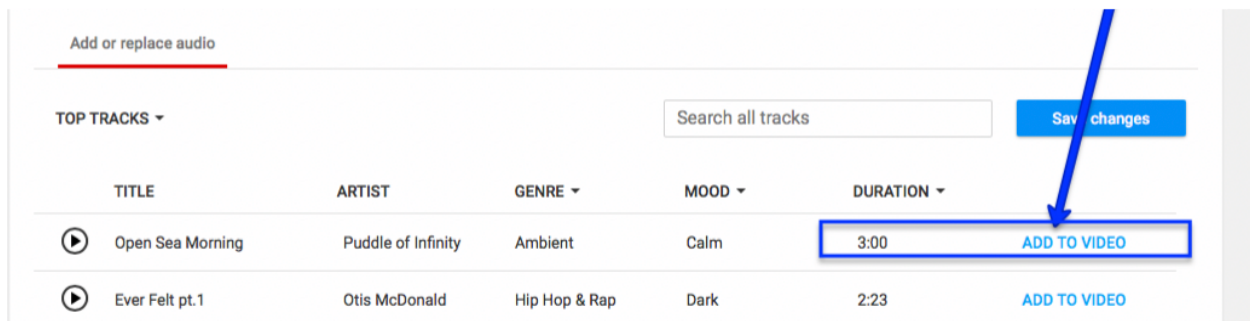 Add or replace audio
TOP TRACKS Search all tracks Save changes
TITLE ARTIST GENRE MOOD DURATION
Open Sea Morning Puddle of Infinity Ambient Calm 3:00 ADD TO VIDEO
Ever Felt pt.1 Otis McDonald Hip Hop & Rap Dark 2:23 ADD TO VIDEO